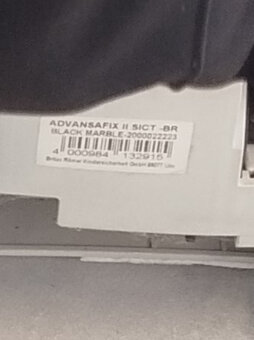 ADVANSAFIX II SICT -BR
BLACK MARBLE-2000022223
4 000984 132915
Britax Römer Kindersicherheit GmbH 89077 Ulm